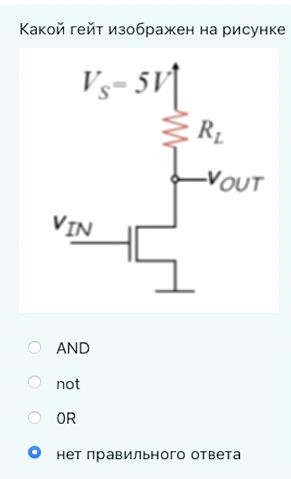 Какой гейт изображен на рисунке
V_S = 5V
R_L
v_OUT
v_IN
AND
not
OR
нет правильного ответа